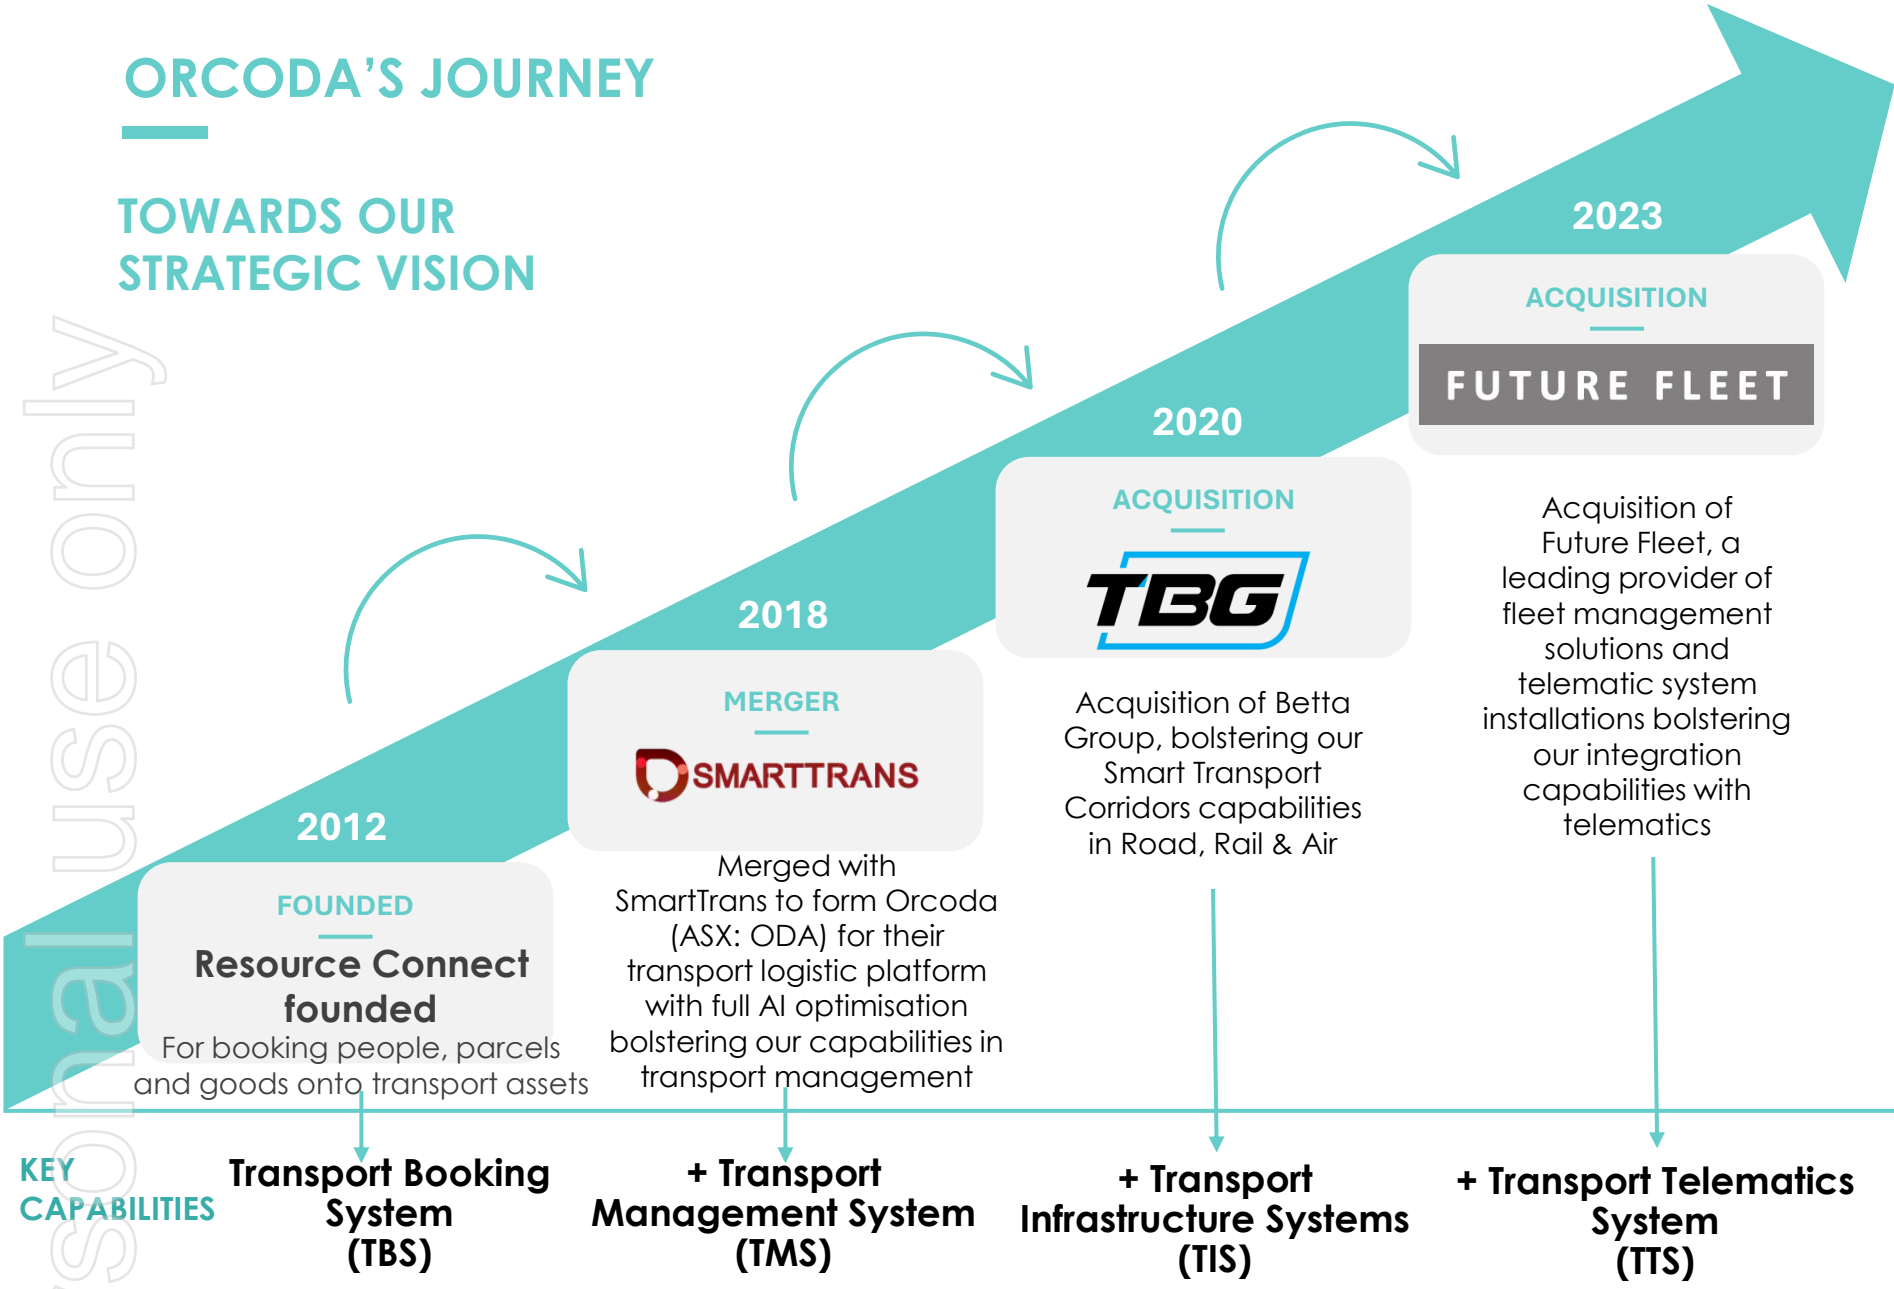 ORCODA'S JOURNEY
TOWARDS OUR
STRATEGIC VISION
2012
FOUNDED
Resource Connect
founded
For booking people, parcels
and goods onto transport assets
2018
MERGER
SMARTTRANS
Merged with
SmartTrans to form Orcoda
(ASX: ODA) for their
transport logistic platform
with full AI optimisation
bolstering our capabilities in
transport management
2020
ACQUISITION
TBG
Acquisition of Betta
Group, bolstering our
Smart Transport
Corridors capabilities
in Road, Rail & Air
2023
ACQUISITION
FUTURE FLEET
Acquisition of
Future Fleet, a
leading provider of
fleet management
solutions and
telematic system
installations bolstering
our integration
capabilities with
telematics
KEY
CAPABILITIES
Transport Booking
System
(TBS)
+ Transport
Management System
(TMS)
+ Transport
Infrastructure Systems
(TIS)
+ Transport Telematics
System
(TTS)
sonal use only